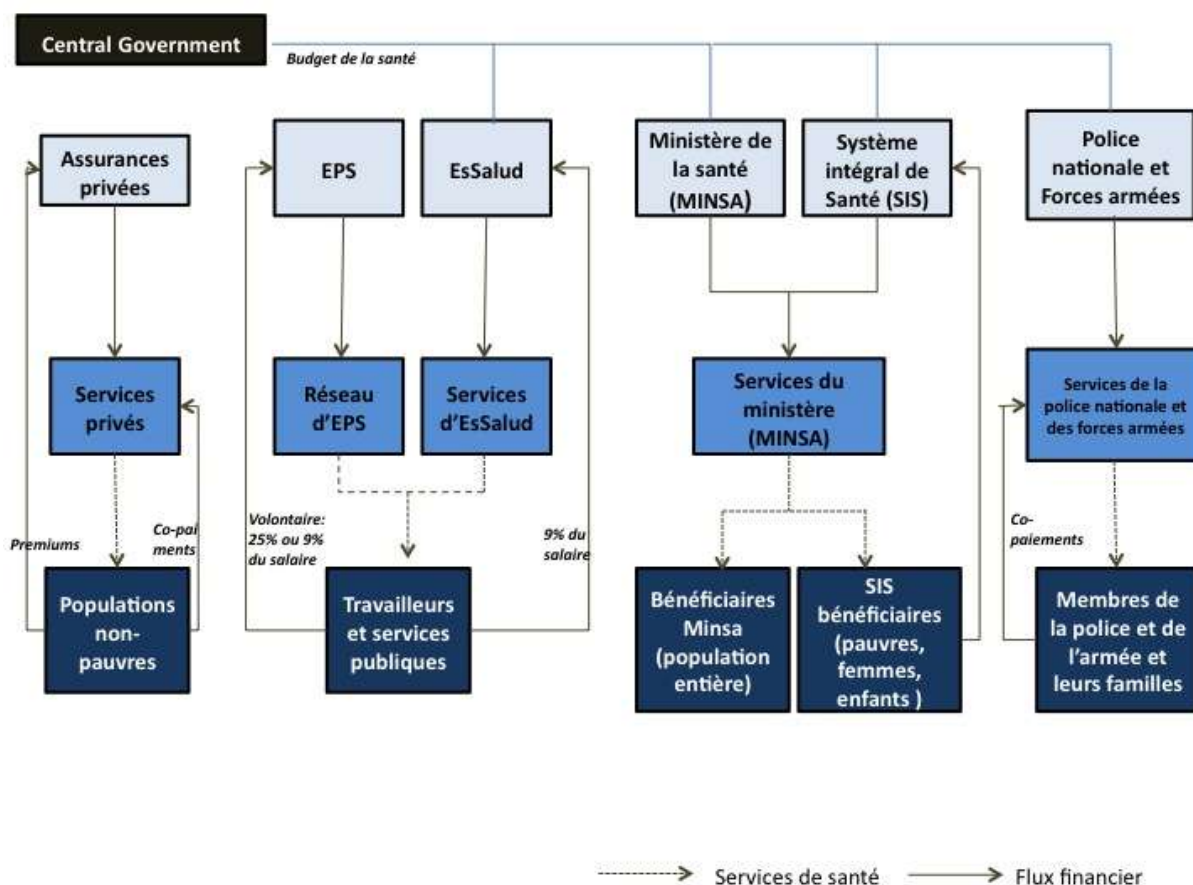 Central Government
Budget de la santé
Assurances
privées
EPS
EsSalud
Ministère de
la santé
(MINSA)
Système
intégral de
Santé (SIS)
Police
nationale et
Forces armées
Services
privés
Réseau
d'EPS
Services
d'EsSalud
Services du
ministère
(MINSA)
Services de la
police nationale et
des forces armées
Premiums
Co-pai
ments
Volontaire:
25% ou 9%
du salaire
9% du
salaire
Co-
paiements
Populations
non-
pauvres
Travailleurs
et services
publiques
Bénéficiaires
Minsa
(population
entière)
SIS
bénéficiaires
(pauvres,
femmes,
enfants )
Membres de
la police et de
l'armée et
leurs familles
Services de santé
Flux financier